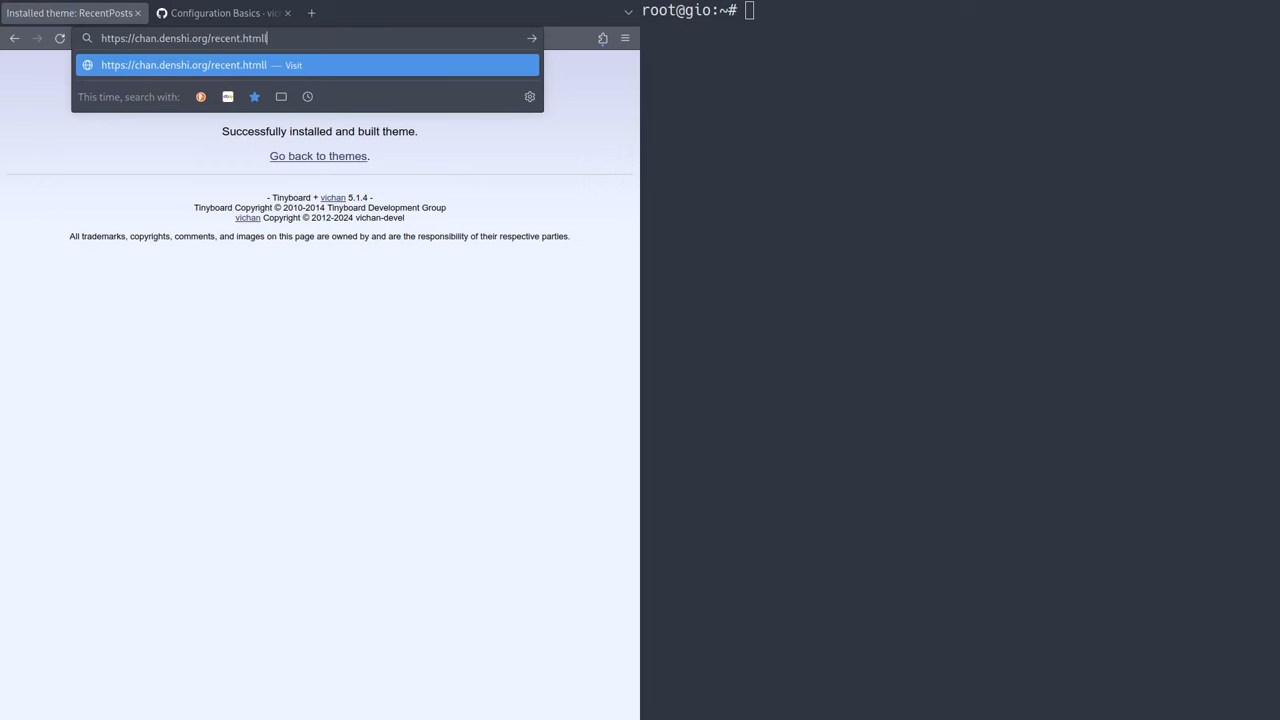 Installed theme: RecentPosts
Configuration Basics · vic
root@gio:~#
https://chan.denshi.org/recent.htmll
https://chan.denshi.org/recent.htmll — Visit
This time, search with:
Successfully installed and built theme.
Go back to themes.
- Tinyboard + vichan 5.1.4 -
Tinyboard Copyright © 2010-2014 Tinyboard Development Group
vichan Copyright © 2012-2024 vichan-devel
All trademarks, copyrights, comments, and images on this page are owned by and are the responsibility of their respective parties.